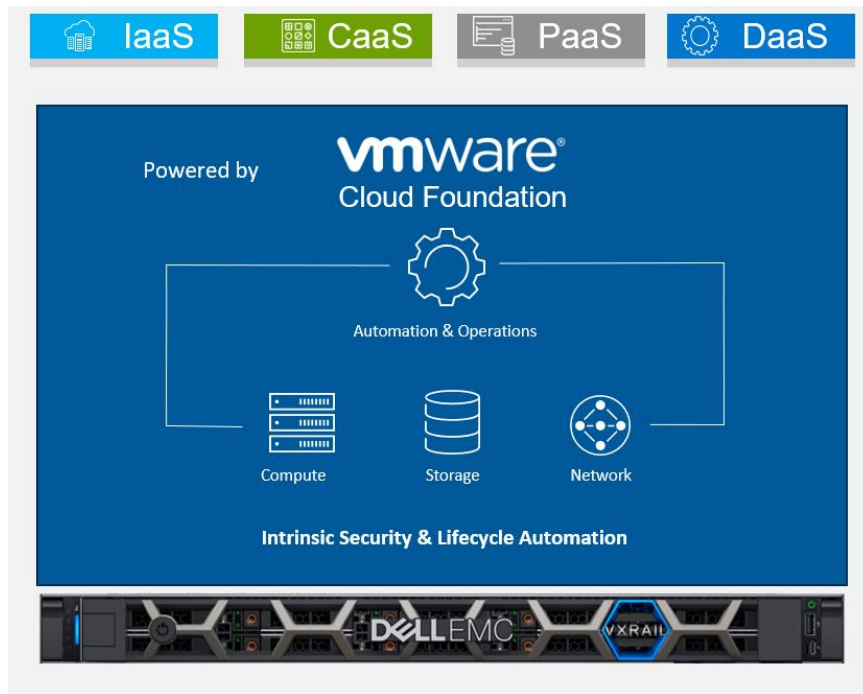 IaaS
CaaS
PaaS
DaaS
Powered by
vmware®
Cloud Foundation
Automation & Operations
Compute
Storage
Network
Intrinsic Security & Lifecycle Automation
DELLEMC
VXRAIL